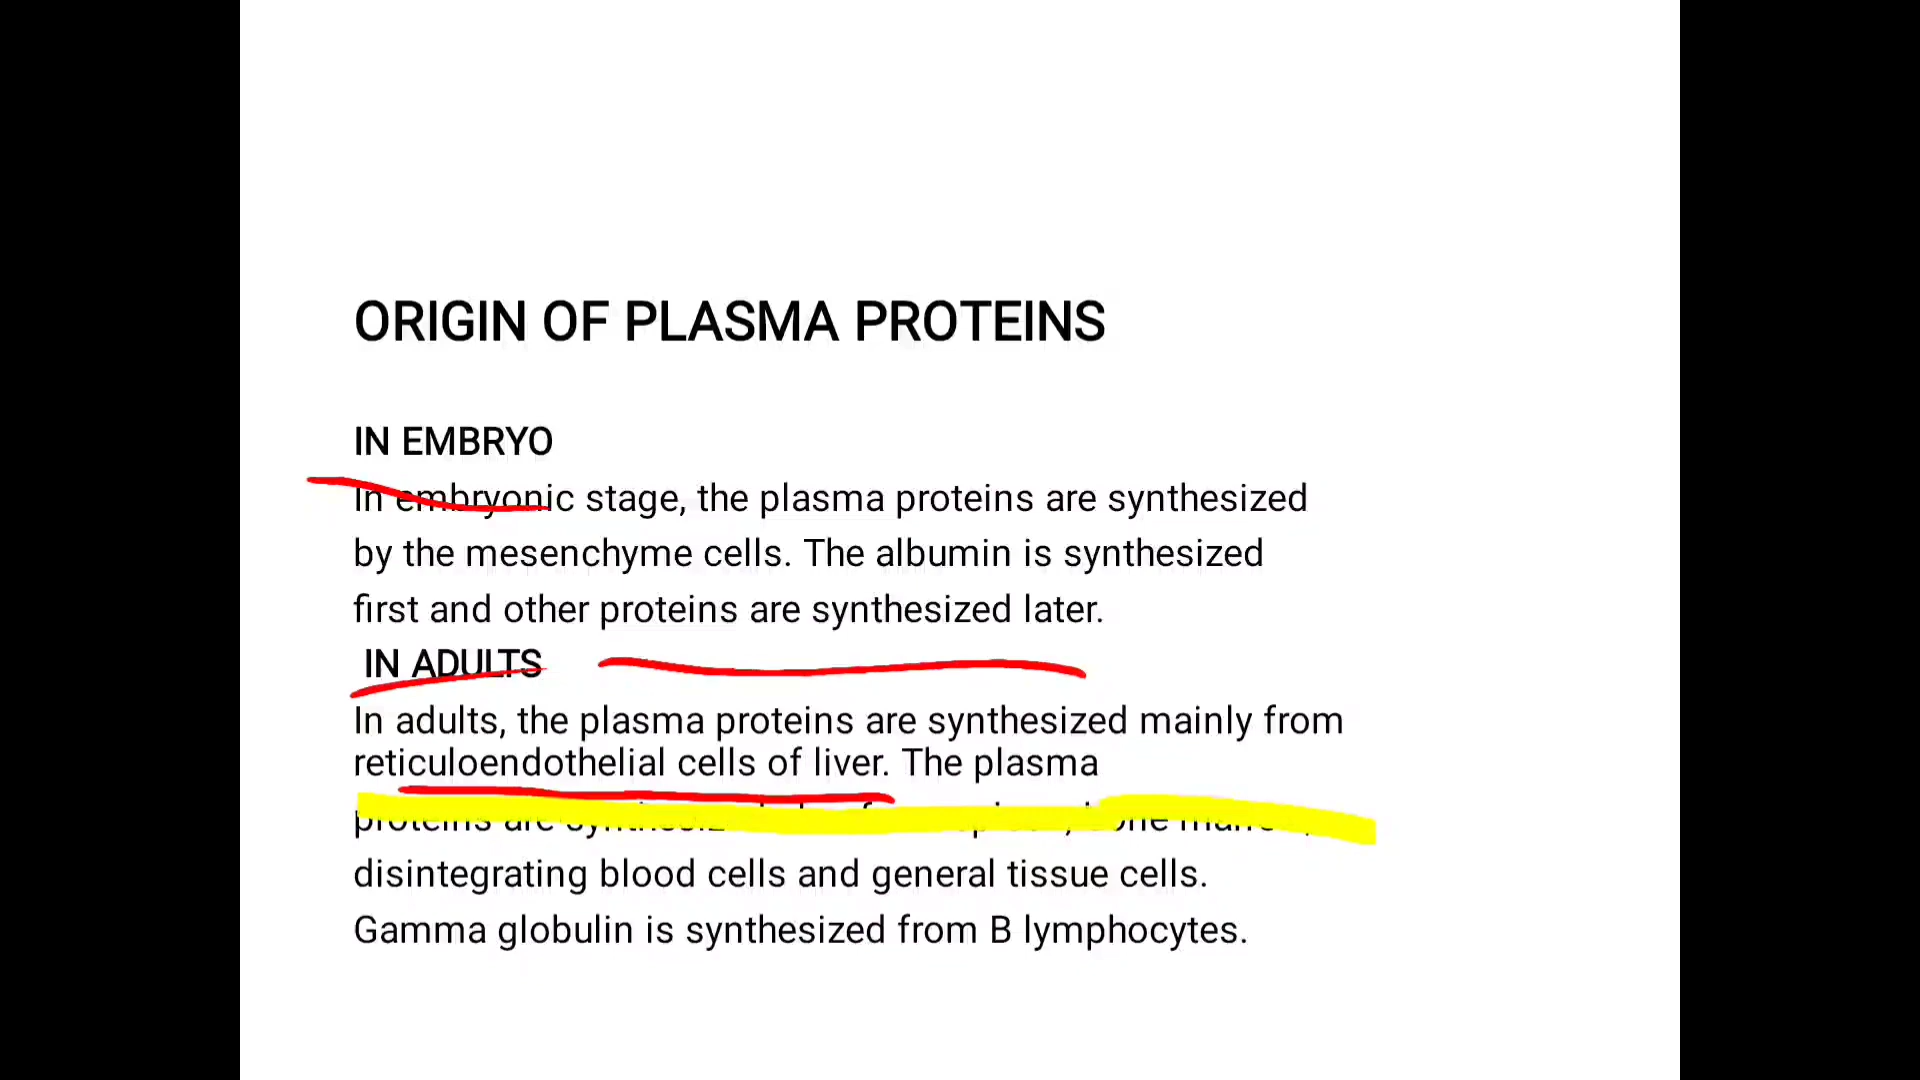 ORIGIN OF PLASMA PROTEINS
IN EMBRYO
In embryonic stage, the plasma proteins are synthesized
by the mesenchyme cells. The albumin is synthesized
first and other proteins are synthesized later.
IN ADULTS
In adults, the plasma proteins are synthesized mainly from
reticuloendothelial cells of liver. The plasma
proteins are bone
disintegrating blood cells and general tissue cells.
Gamma globulin is synthesized from B lymphocytes.